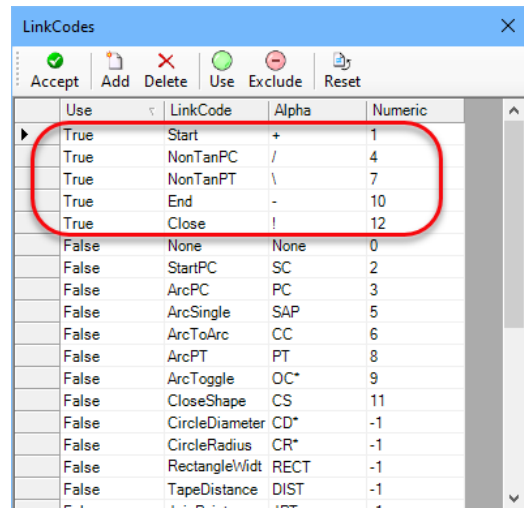 LinkCodes
Accept Add Delete Use Exclude Reset
Use LinkCode Alpha Numeric
True Start + 1
True NonTanPC / 4
True NonTanPT \ 7
True End - 10
True Close ! 12
False None None 0
False StartPC SC 2
False ArcPC PC 3
False ArcSingle SAP 5
False ArcToArc CC 6
False ArcPT PT 8
False ArcToggle OC* 9
False CloseShape CS 11
False CircleDiameter CD* -1
False CircleRadius CR* -1
False RectangleWidt RECT -1
False TapeDistance DIST -1